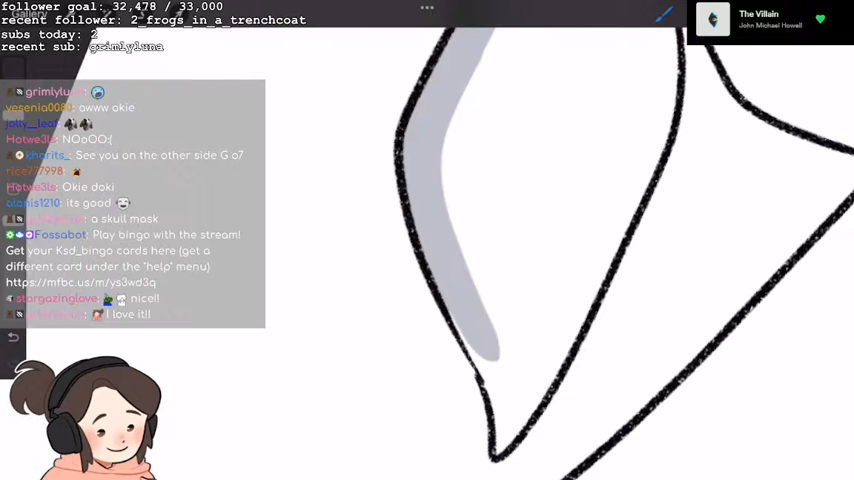 follower goal: 32,478 / 33,000
recent follower: 2_frogs_in_a_trenchcoat
subs today: 2
recent sub: grimlyluna
The Villain
John Michael Howell
grimlyluna:
vesenia008: awww okie
jolly_leaf
Hotwe3ls: NOoOO:(
kharits_: See you on the other side G o7
rice777998:
Hotwe3ls: Okie doki
alanis1210: its good
a skull mask
Fossabot: Play bingo with the stream!
Get your Ksd_bingo cards here (get a
different card under the "help" menu)
https://mfbc.us/m/ys3wd3q
stargazinglove: nice!!
I love it!!